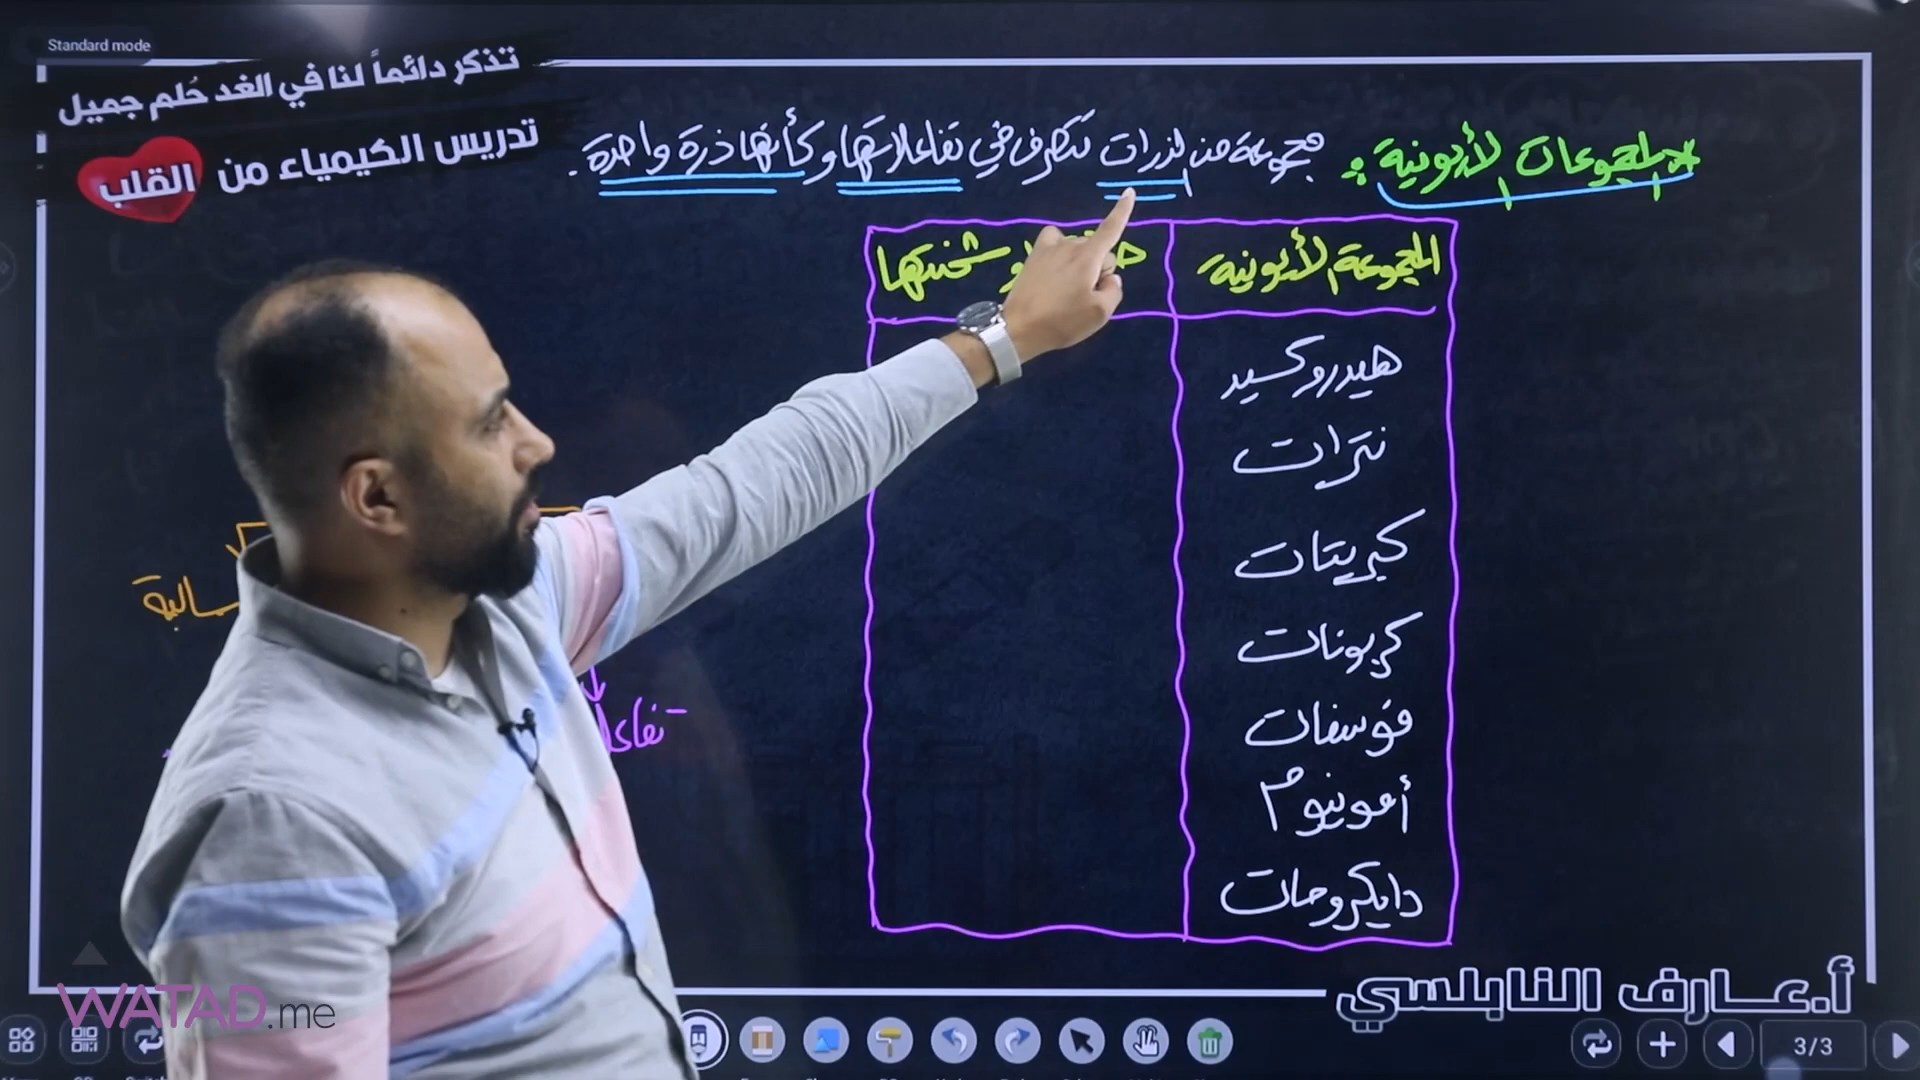 Standard mode
تذكر دائماً لنا في الغد حُلم جميل
تدريس الكيمياء من القلب
* المجموعات الأيونية : مجموعة من الذرات تتصرف في تفاعلاتها وكأنها ذرة واحدة .
المجموعة الأيونية
شحنتها
هيدروكسيد
نترات
كبريتات
كربونات
فوسفات
أمونيوم
دايكرومات
أ.عارف النابلسي
WATAD.me
3/3